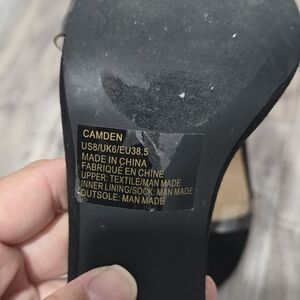 CAMDEN
US8/UK6/EU38.5
MADE IN CHINA
FABRIQUÉ EN CHINE
UPPER: TEXTILE/MAN MADE
INNER LINING/SOCK: MAN MADE
OUTSOLE: MAN MADE